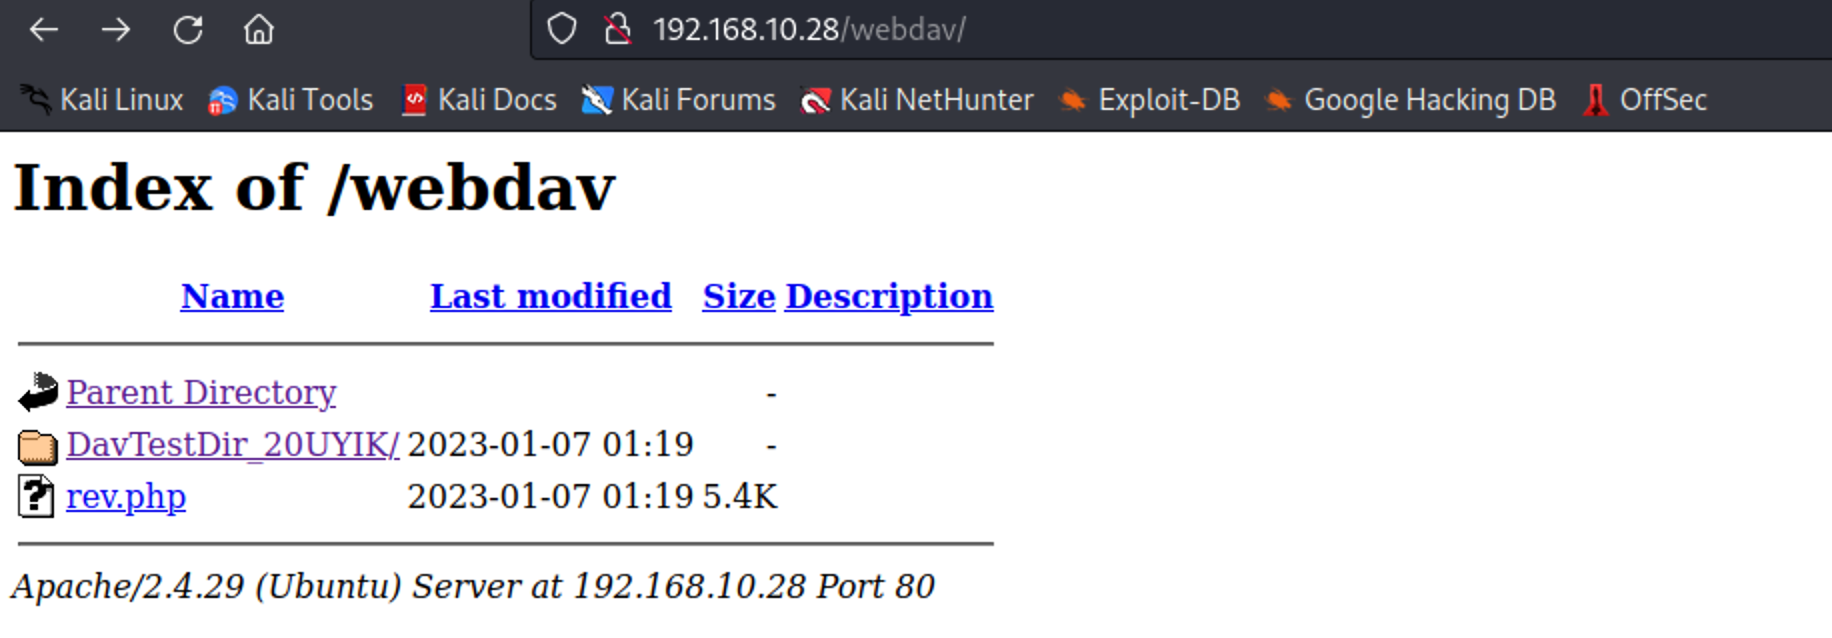 192.168.10.28/webdav/
Kali Linux Kali Tools Kali Docs Kali Forums Kali NetHunter Exploit-DB Google Hacking DB OffSec
Index of /webdav
Name Last modified Size Description
Parent Directory -
DavTestDir_20UYIK/ 2023-01-07 01:19 -
rev.php 2023-01-07 01:19 5.4K
Apache/2.4.29 (Ubuntu) Server at 192.168.10.28 Port 80